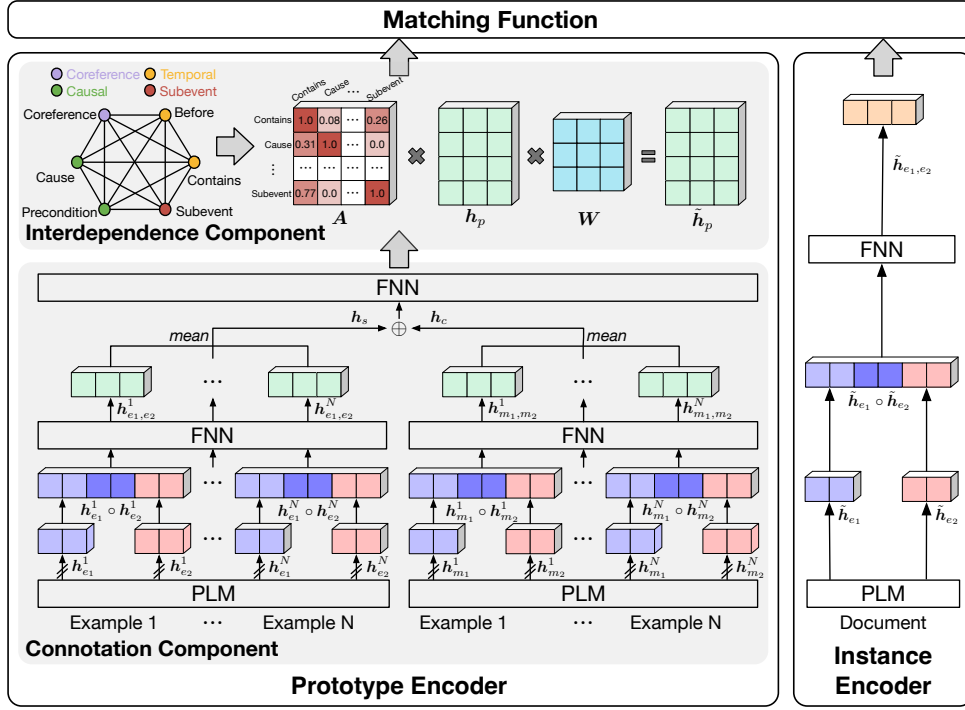 Matching Function
Coreference Temporal
Causal Subevent
Coreference Before
Cause Contains
Precondition Subevent
Contains Cause ⋯ Subevent
Contains 1.0 0.08 ⋯ 0.26
Cause 0.31 1.0 ⋯ 0.0
⋮ ⋯ ⋯ ⋯ ⋯
Subevent 0.77 0.0 ⋯ 1.0
A × h_p × W = h̃_p
Interdependence Component
FNN
h_s ⊕ h_c
mean mean
⋯ ⋯
h^1_{e_1,e_2} h^N_{e_1,e_2} h^1_{m_1,m_2} h^N_{m_1,m_2}
FNN FNN
⋯ ⋯
h^1_{e_1} ∘ h^1_{e_2} h^N_{e_1} ∘ h^N_{e_2} h^1_{m_1} ∘ h^1_{m_2} h^N_{m_1} ∘ h^N_{m_2}
⋯ ⋯
h^1_{e_1} h^1_{e_2} h^N_{e_1} h^N_{e_2} h^1_{m_1} h^1_{m_2} h^N_{m_1} h^N_{m_2}
PLM PLM
Example 1 ⋯ Example N Example 1 ⋯ Example N
Connotation Component
Prototype Encoder
h̃_{e_1,e_2}
FNN
h̃_{e_1} ∘ h̃_{e_2}
h̃_{e_1} h̃_{e_2}
PLM
Document
Instance
Encoder